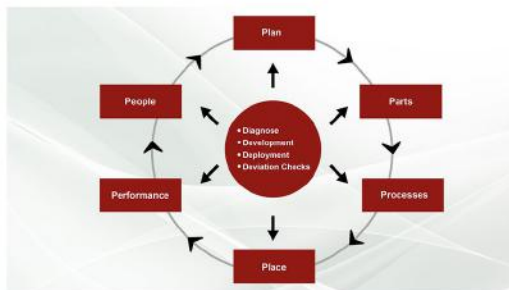 Plan
People
Parts
• Diagnose
• Development
• Deployment
• Deviation Checks
Performance
Processes
Place